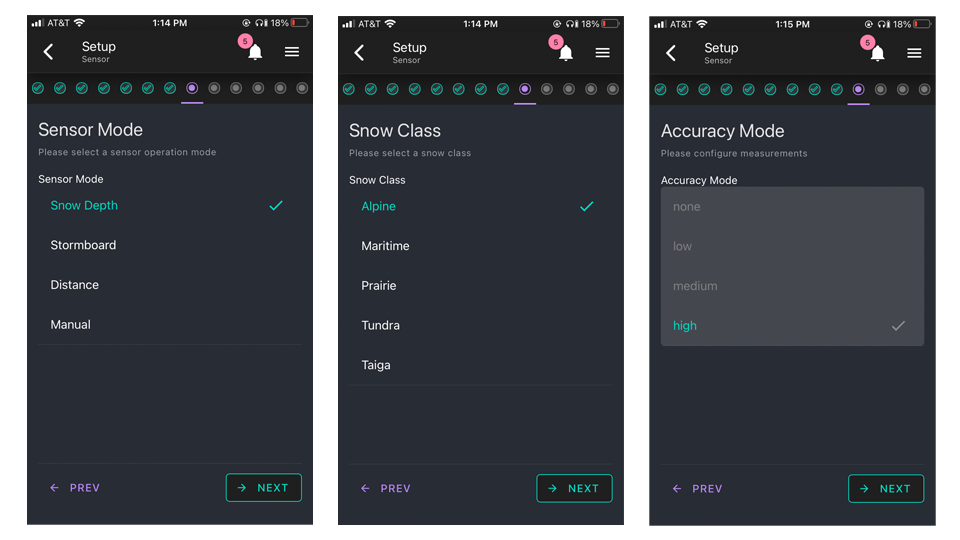 AT&T 1:14 PM 18%
Setup
Sensor
5
Sensor Mode
Please select a sensor operation mode
Sensor Mode
Snow Depth
Stormboard
Distance
Manual
PREV
NEXT
AT&T 1:14 PM 18%
Setup
Sensor
5
Snow Class
Please select a snow class
Snow Class
Alpine
Maritime
Prairie
Tundra
Taiga
PREV
NEXT
AT&T 1:15 PM 18%
Setup
Sensor
5
Accuracy Mode
Please configure measurements
Accuracy Mode
none
low
medium
high
PREV
NEXT